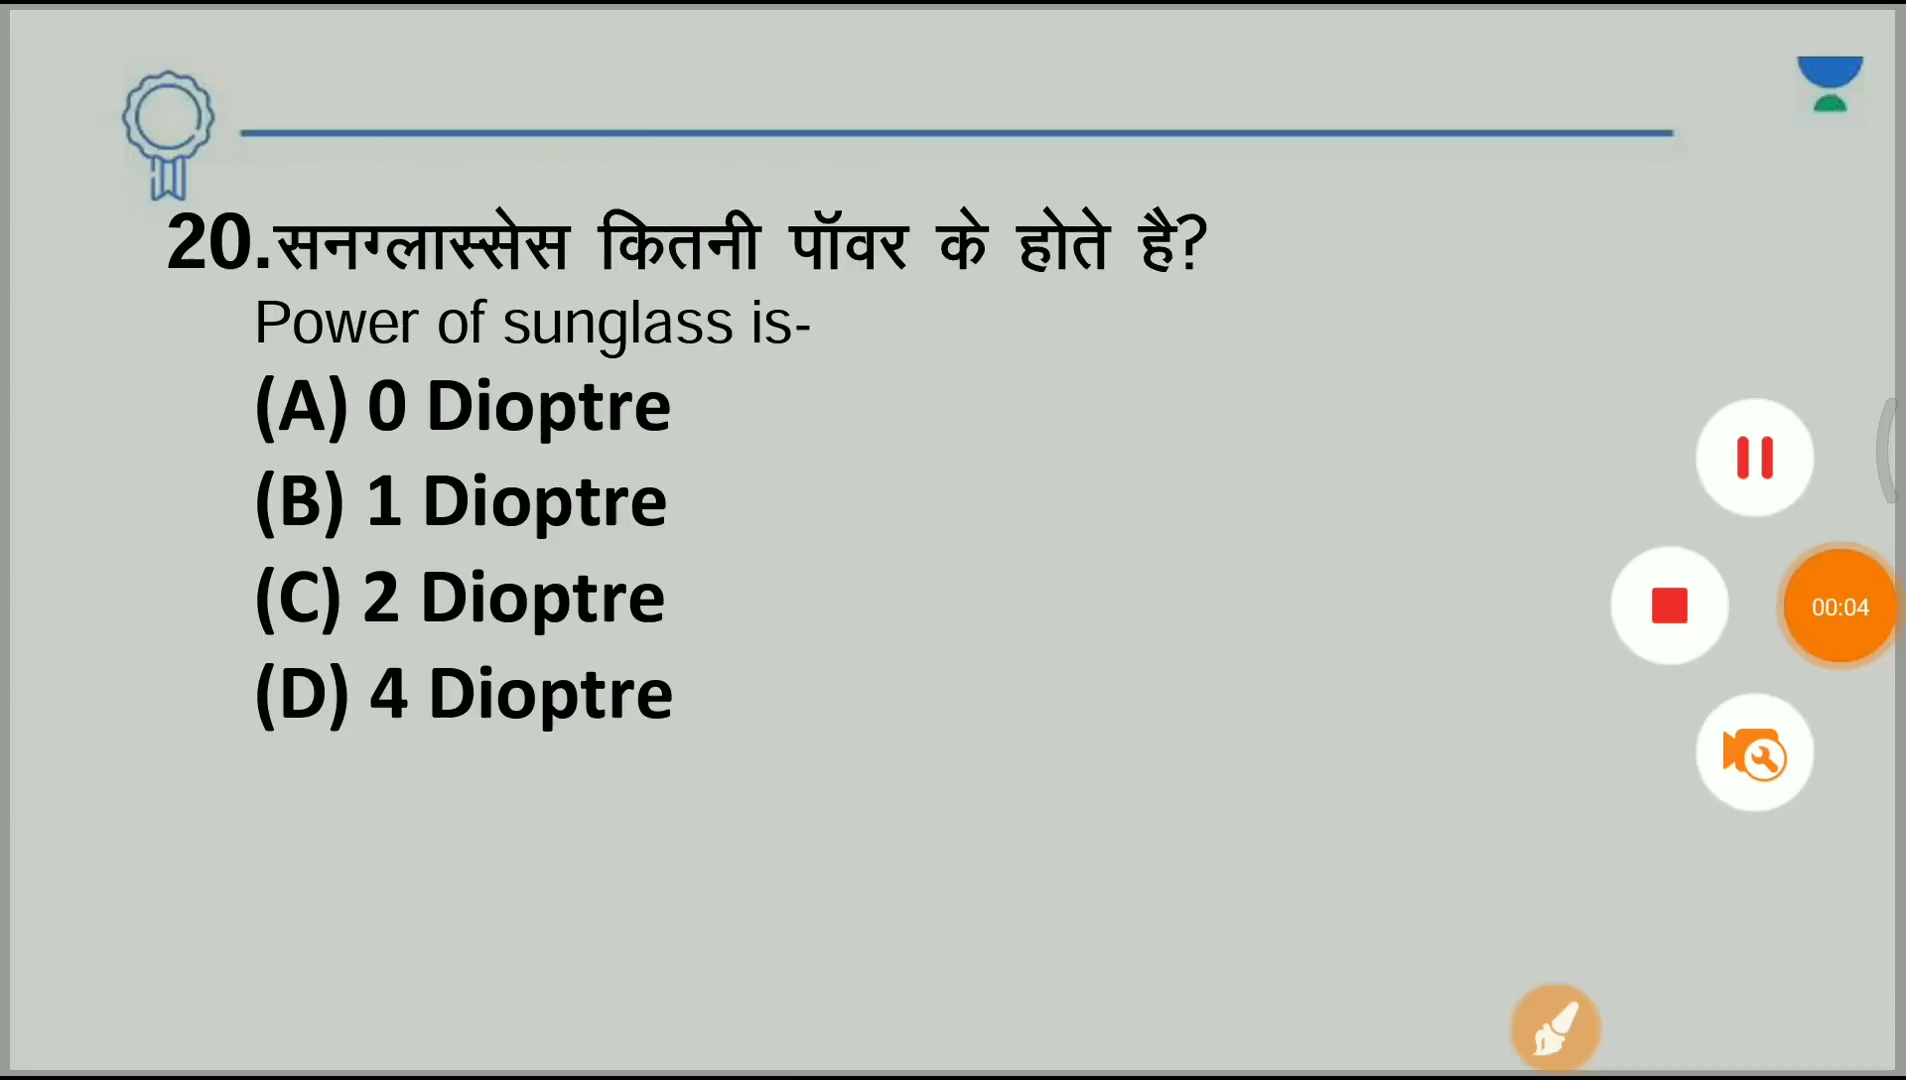 20.सनग्लास्सेस कितनी पॉवर के होते है?
Power of sunglass is-
(A) 0 Dioptre
(B) 1 Dioptre
(C) 2 Dioptre
(D) 4 Dioptre
00:04